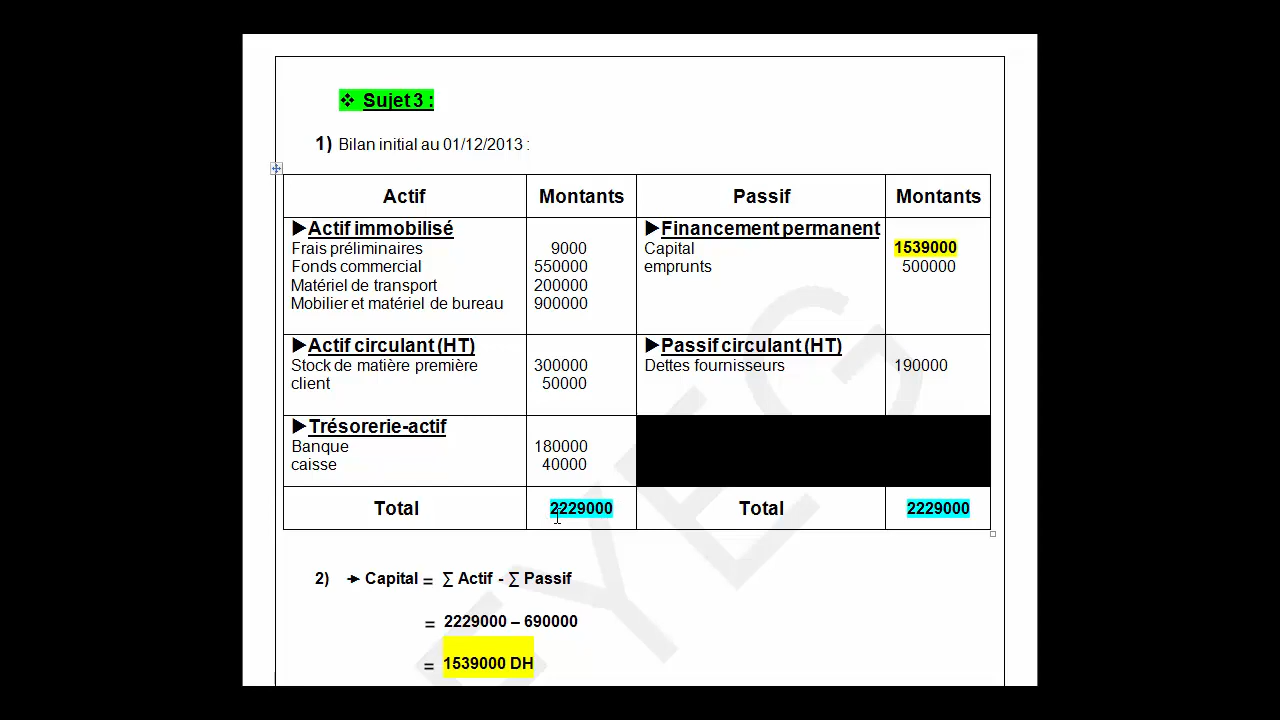 ❖ Sujet 3 :
1) Bilan initial au 01/12/2013 :
Actif Montants Passif Montants
►Actif immobilisé ►Financement permanent
Frais préliminaires 9000 Capital 1539000
Fonds commercial 550000 emprunts 500000
Matériel de transport 200000
Mobilier et matériel de bureau 900000
►Actif circulant (HT) ►Passif circulant (HT)
Stock de matière première 300000 Dettes fournisseurs 190000
client 50000
►Trésorerie-actif
Banque 180000
caisse 40000
Total 2229000 Total 2229000
2) ➔ Capital = ∑ Actif - ∑ Passif
= 2229000 – 690000
= 1539000 DH